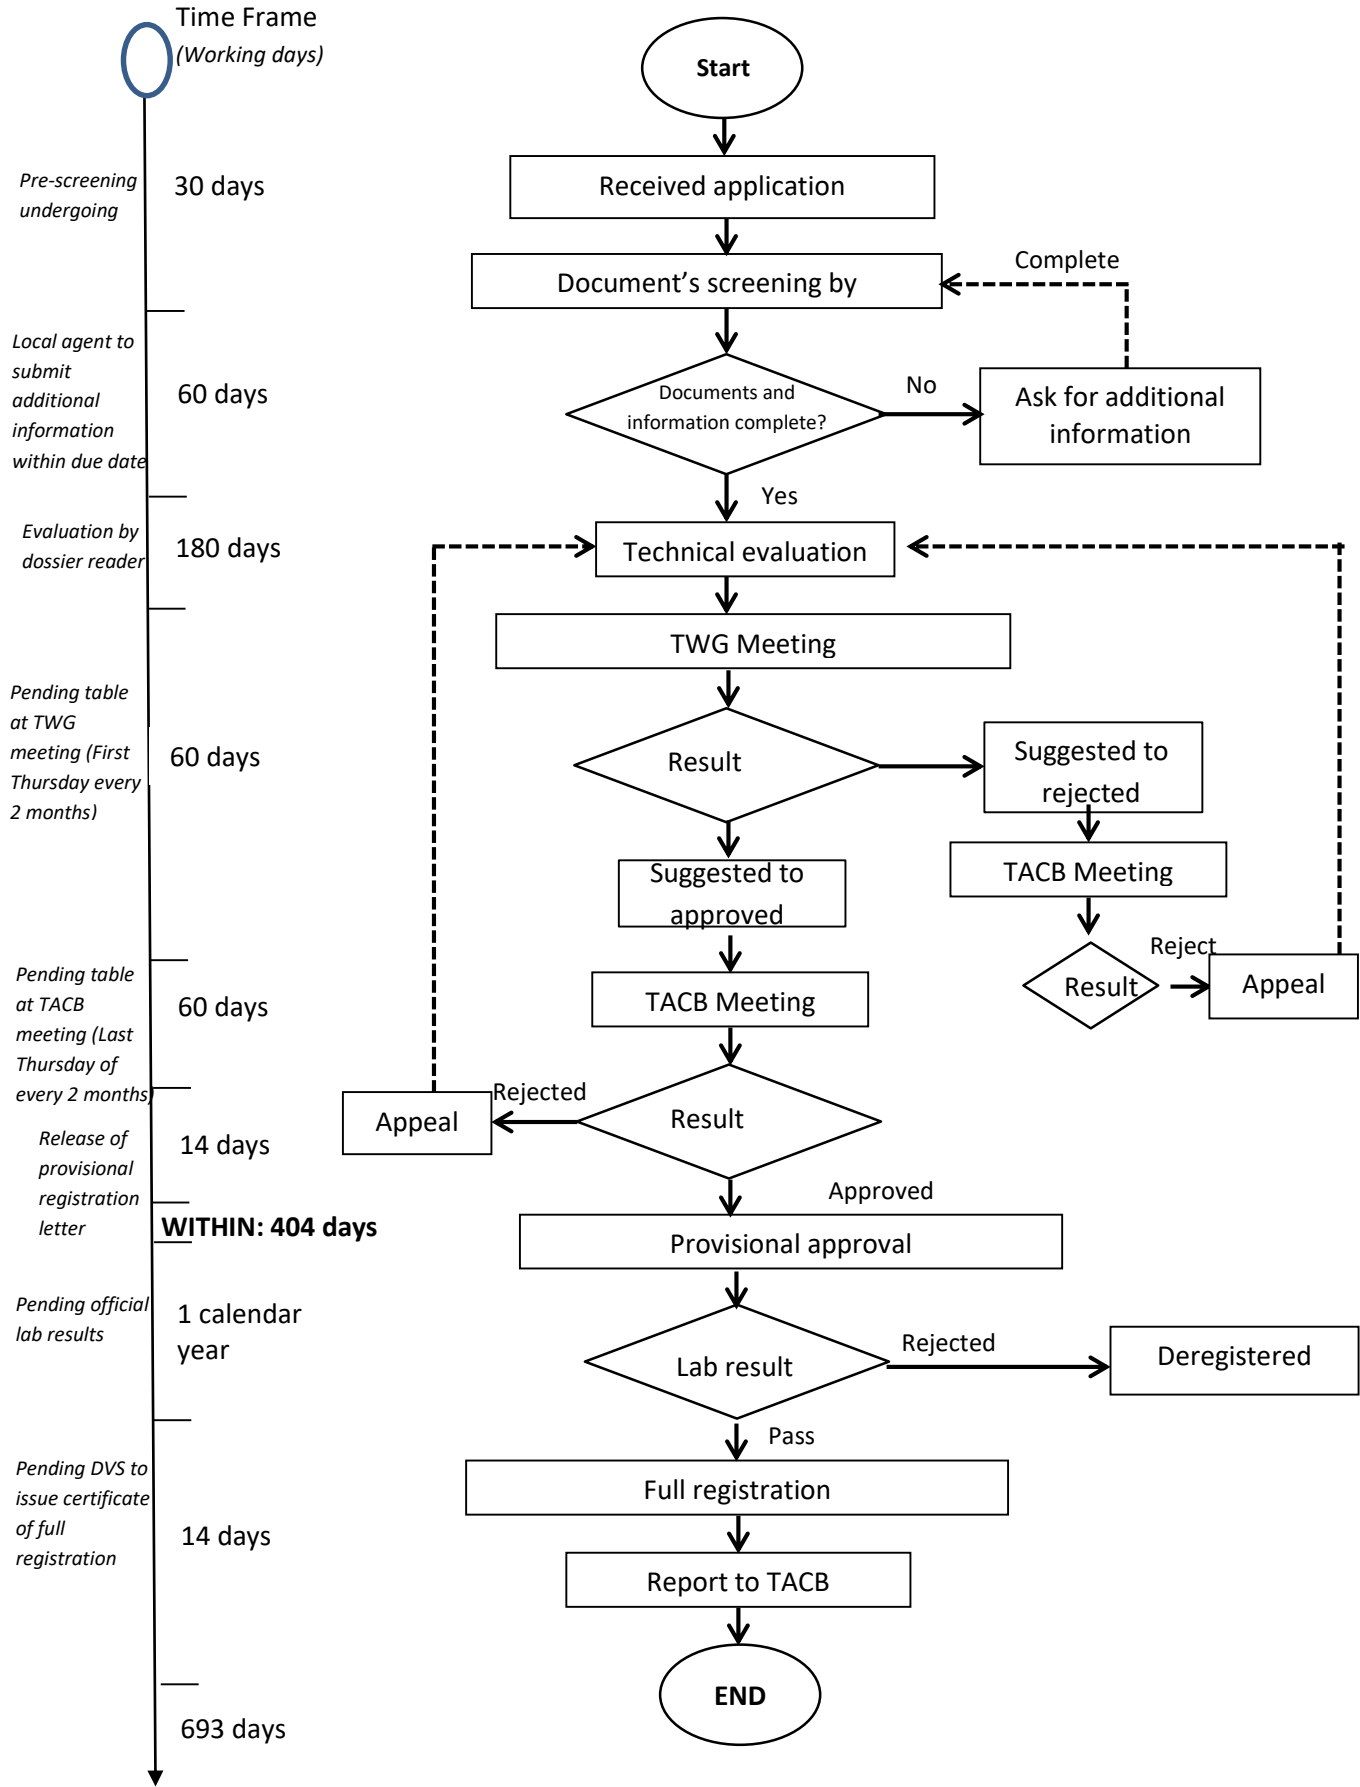 Time Frame
(Working days)
Start
Pre-screening
undergoing
30 days
Received application
Document's screening by
Complete
Local agent to
submit
additional
information
within due date
60 days
Documents and
information complete?
No
Ask for additional
information
Yes
Evaluation by
dossier reader
180 days
Technical evaluation
TWG Meeting
Pending table
at TWG
meeting (First
Thursday every
2 months)
60 days
Result
Suggested to
rejected
TACB Meeting
Suggested to
approved
Result
Reject
Appeal
Pending table
at TACB
meeting (Last
Thursday of
every 2 months)
60 days
TACB Meeting
Result
Rejected
Appeal
Release of
provisional
registration
letter
14 days
Approved
WITHIN: 404 days
Provisional approval
Pending official
lab results
1 calendar
year
Lab result
Rejected
Deregistered
Pass
Pending DVS to
issue certificate
of full
registration
14 days
Full registration
Report to TACB
END
693 days